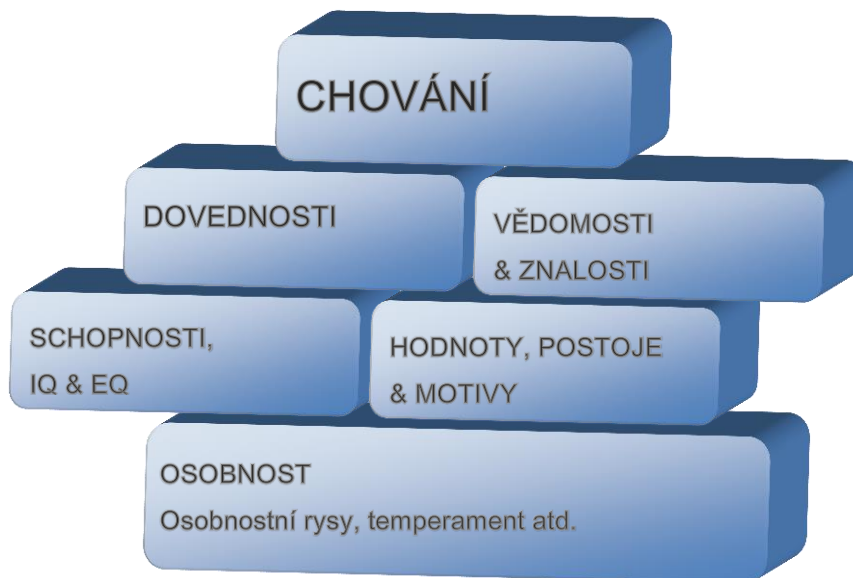 CHOVÁNÍ
DOVEDNOSTI
VĚDOMOSTI
& ZNALOSTI
SCHOPNOSTI,
IQ & EQ
HODNOTY, POSTOJE
& MOTIVY
OSOBNOST
Osobnostní rysy, temperament atd.